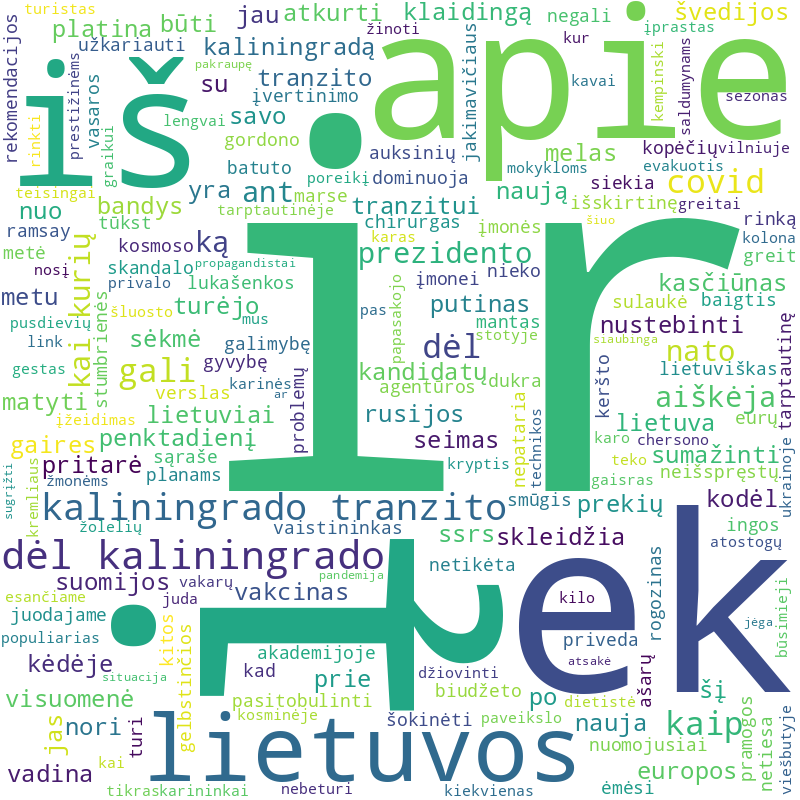 turistas
jau
atkurti
klaidingą
negali
švedijos
platina
būti
žinoti
kur
įprastas
rekomendacijos
užkariauti
kaliningradą
iš
apie
jakimavičiaus
kempinski
saldumynams
prestižinėms
vasaros
pakraupę
su
tranzito
kavai
sezonas
rinkti
graikui
įvertinimo
lengvai
savo
gordono
auksinių
melas
kopėčių
vilniuje
batuto
poreikį
dominuoja
mokykloms
evakuotis
teisingai
yra
ant
marse
naują
siekia
covid
greitai
nuo
bandys
tarptautinėje
tranzitui
išskirtinę
rinką
ramsay
tūkst
chirurgas
įmonės
kolona
šiuo
metė
kai kurių
kosmoso
ką
karas
prezidento
greit
nosį
skandalo
propagandistai
ir
įmonei
nieko
kasčiūnas
metu
privalo
lukašenkos
papasakojo
šluosto
turėjo
putinas
sulaukė
baigtis
pusdievių
stumbrienės
mus
pas
mantas
nustebinti
tarptautinę
link
sėkmė
galimybę
stotyje
siaubinga
dėl
nato
gestas
gali
gyvybę
kandidatų
lietuviškas
matyti
verslas
karinės
ar
agentūros
dukra
keršto
aiškėja
įžeidimas
lietuviai
problemų
rusijos
lietuva
eurų
gaires
penktadienį
seimas
nepataria
technikos
karo
chersono
ukrainoje
pritarė
sąraše
kryptis
teko
sumažinti
sugrįžti
kremliaus
žmonėms
planams
gaisras
neišspręstų
kaliningrado tranzito
smūgis
prekių
kodėl
žolelių
vaistininkas
ssrs
skleidžia
ingos
dėl kaliningrado
netikėta
atostogų
suomijos
vakarų
pandemija
rogozinas
būsimieji
esančiame
vakcinas
tūkst.
kilo
juodajame
juda
tiek
populiarias
kitos
priveda
jėga
kėdėje
gelbstinčios
akademijoje
atsakė
situacija
kad
prie
džiovinti
ašarų
visuomenė
pasitobulinti
biudžeto
dietistė
po
šį
jas
nori
turi
kosminėje
šokinėti
paveikslo
nauja
kaip
pramogos
netiesa
viešbutyje
vadina
kai
lietuvos
nuomojusiai
europos
tikraskarininkai
nebeturi
kiekvienas
ėmėsi